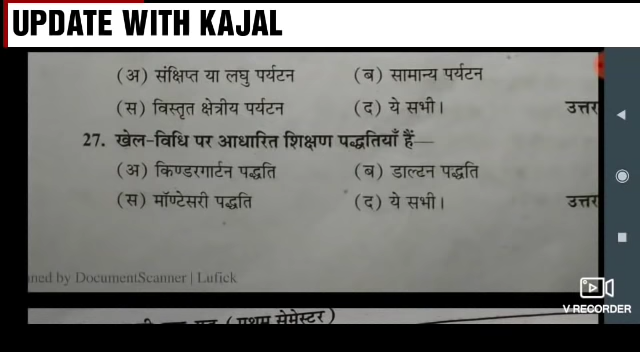 UPDATE WITH KAJAL
(अ) संक्षिप्त या लघु पर्यटन (ब) सामान्य पर्यटन
(स) विस्तृत क्षेत्रीय पर्यटन (द) ये सभी। उत्तर
27. खेल-विधि पर आधारित शिक्षण पद्धतियाँ हैं—
(अ) किण्डरगार्टन पद्धति (ब) डाल्टन पद्धति
(स) मॉण्टेसरी पद्धति (द) ये सभी। उत्तर
ned by DocumentScanner | Lufick
V RECORDER
(प्रथम सेमेस्टर)